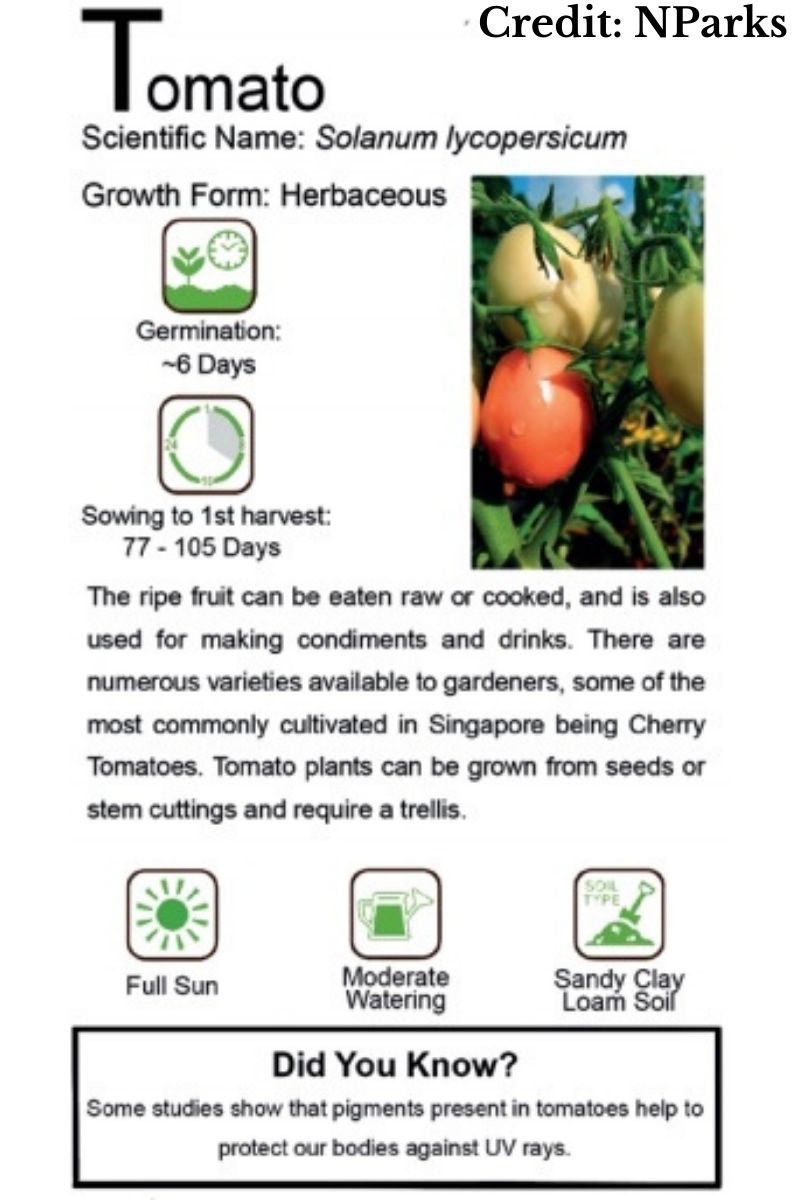 Credit: NParks
Tomato
Scientific Name: Solanum lycopersicum
Growth Form: Herbaceous
Germination:
~6 Days
Sowing to 1st harvest:
77 - 105 Days
The ripe fruit can be eaten raw or cooked, and is also
used for making condiments and drinks. There are
numerous varieties available to gardeners, some of the
most commonly cultivated in Singapore being Cherry
Tomatoes. Tomato plants can be grown from seeds or
stem cuttings and require a trellis.
SOIL
TYPE
Full Sun
Moderate
Watering
Sandy Clay
Loam Soil
Did You Know?
Some studies show that pigments present in tomatoes help to
protect our bodies against UV rays.